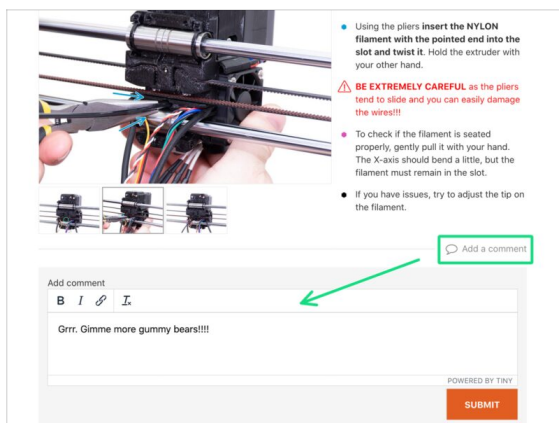 Using the pliers insert the NYLON
filament with the pointed end into the
slot and twist it. Hold the extruder with
your other hand.
BE EXTREMELY CAREFUL as the pliers
tend to slide and you can easily damage
the wires!!!
To check if the filament is seated
properly, gently pull it with your hand.
The X-axis should bend a little, but the
filament must remain in the slot.
If you have issues, try to adjust the tip on
the filament.
Add a comment
Add comment
B I
Grrr. Gimme more gummy bears!!!!
POWERED BY TINY
SUBMIT